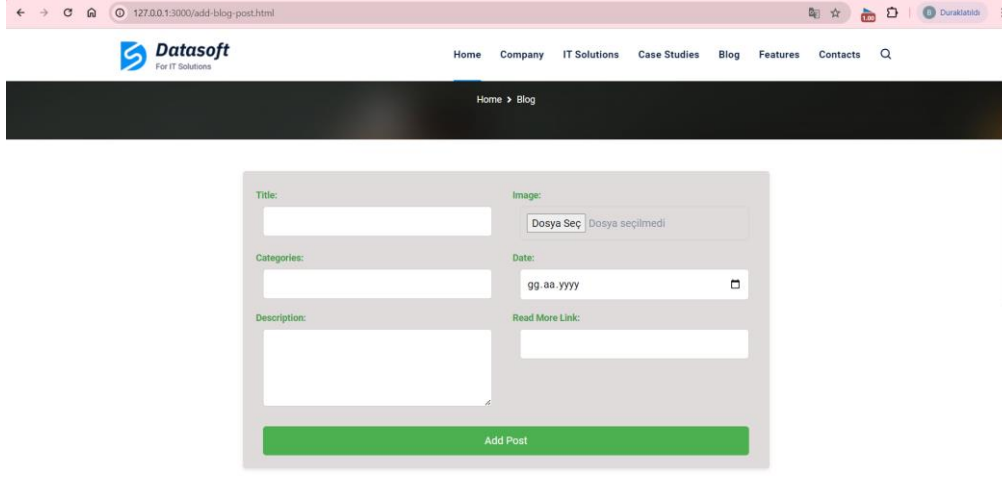 127.0.0.1:3000/add-blog-post.html
1.00
B Duraklatıldı
Datasoft
For IT Solutions
Home Company IT Solutions Case Studies Blog Features Contacts
Home > Blog
Title:
Image:
Dosya Seç Dosya seçilmedi
Categories:
Date:
gg.aa.yyyy
Description:
Read More Link:
Add Post